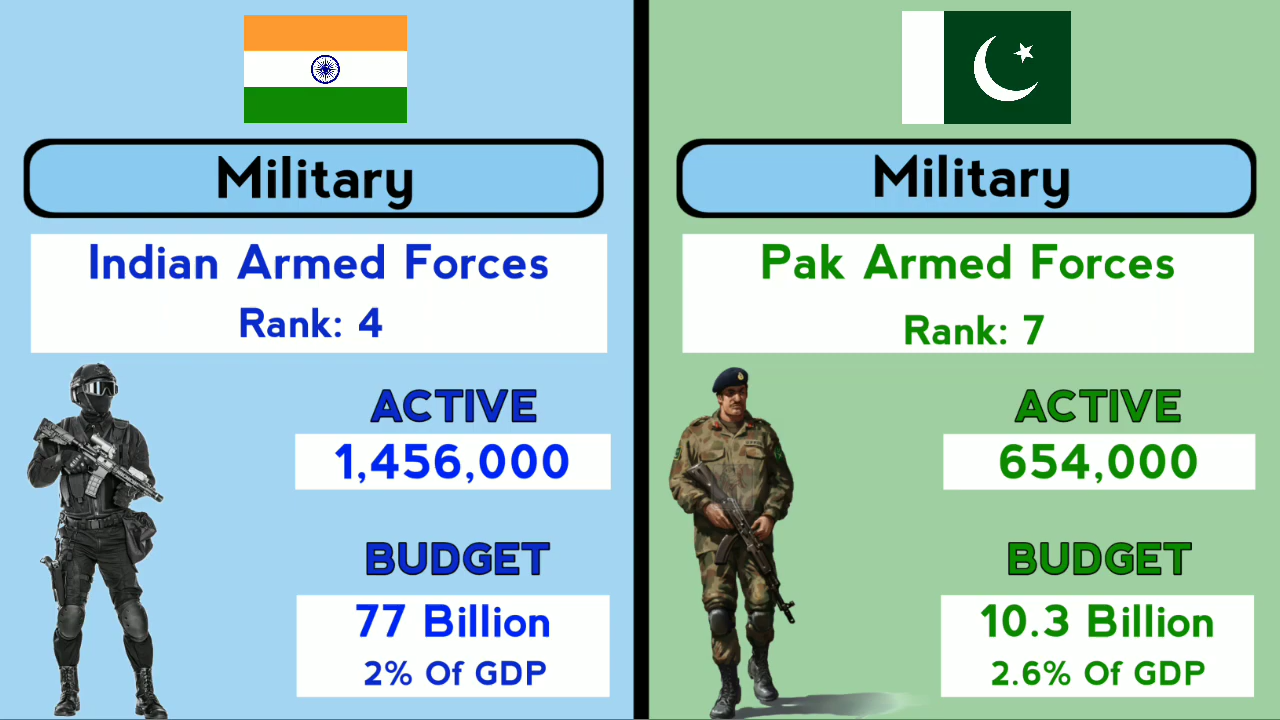 Military
Indian Armed Forces
Rank: 4
ACTIVE
1,456,000
BUDGET
77 Billion
2% Of GDP
Military
Pak Armed Forces
Rank: 7
ACTIVE
654,000
BUDGET
10.3 Billion
2.6% Of GDP